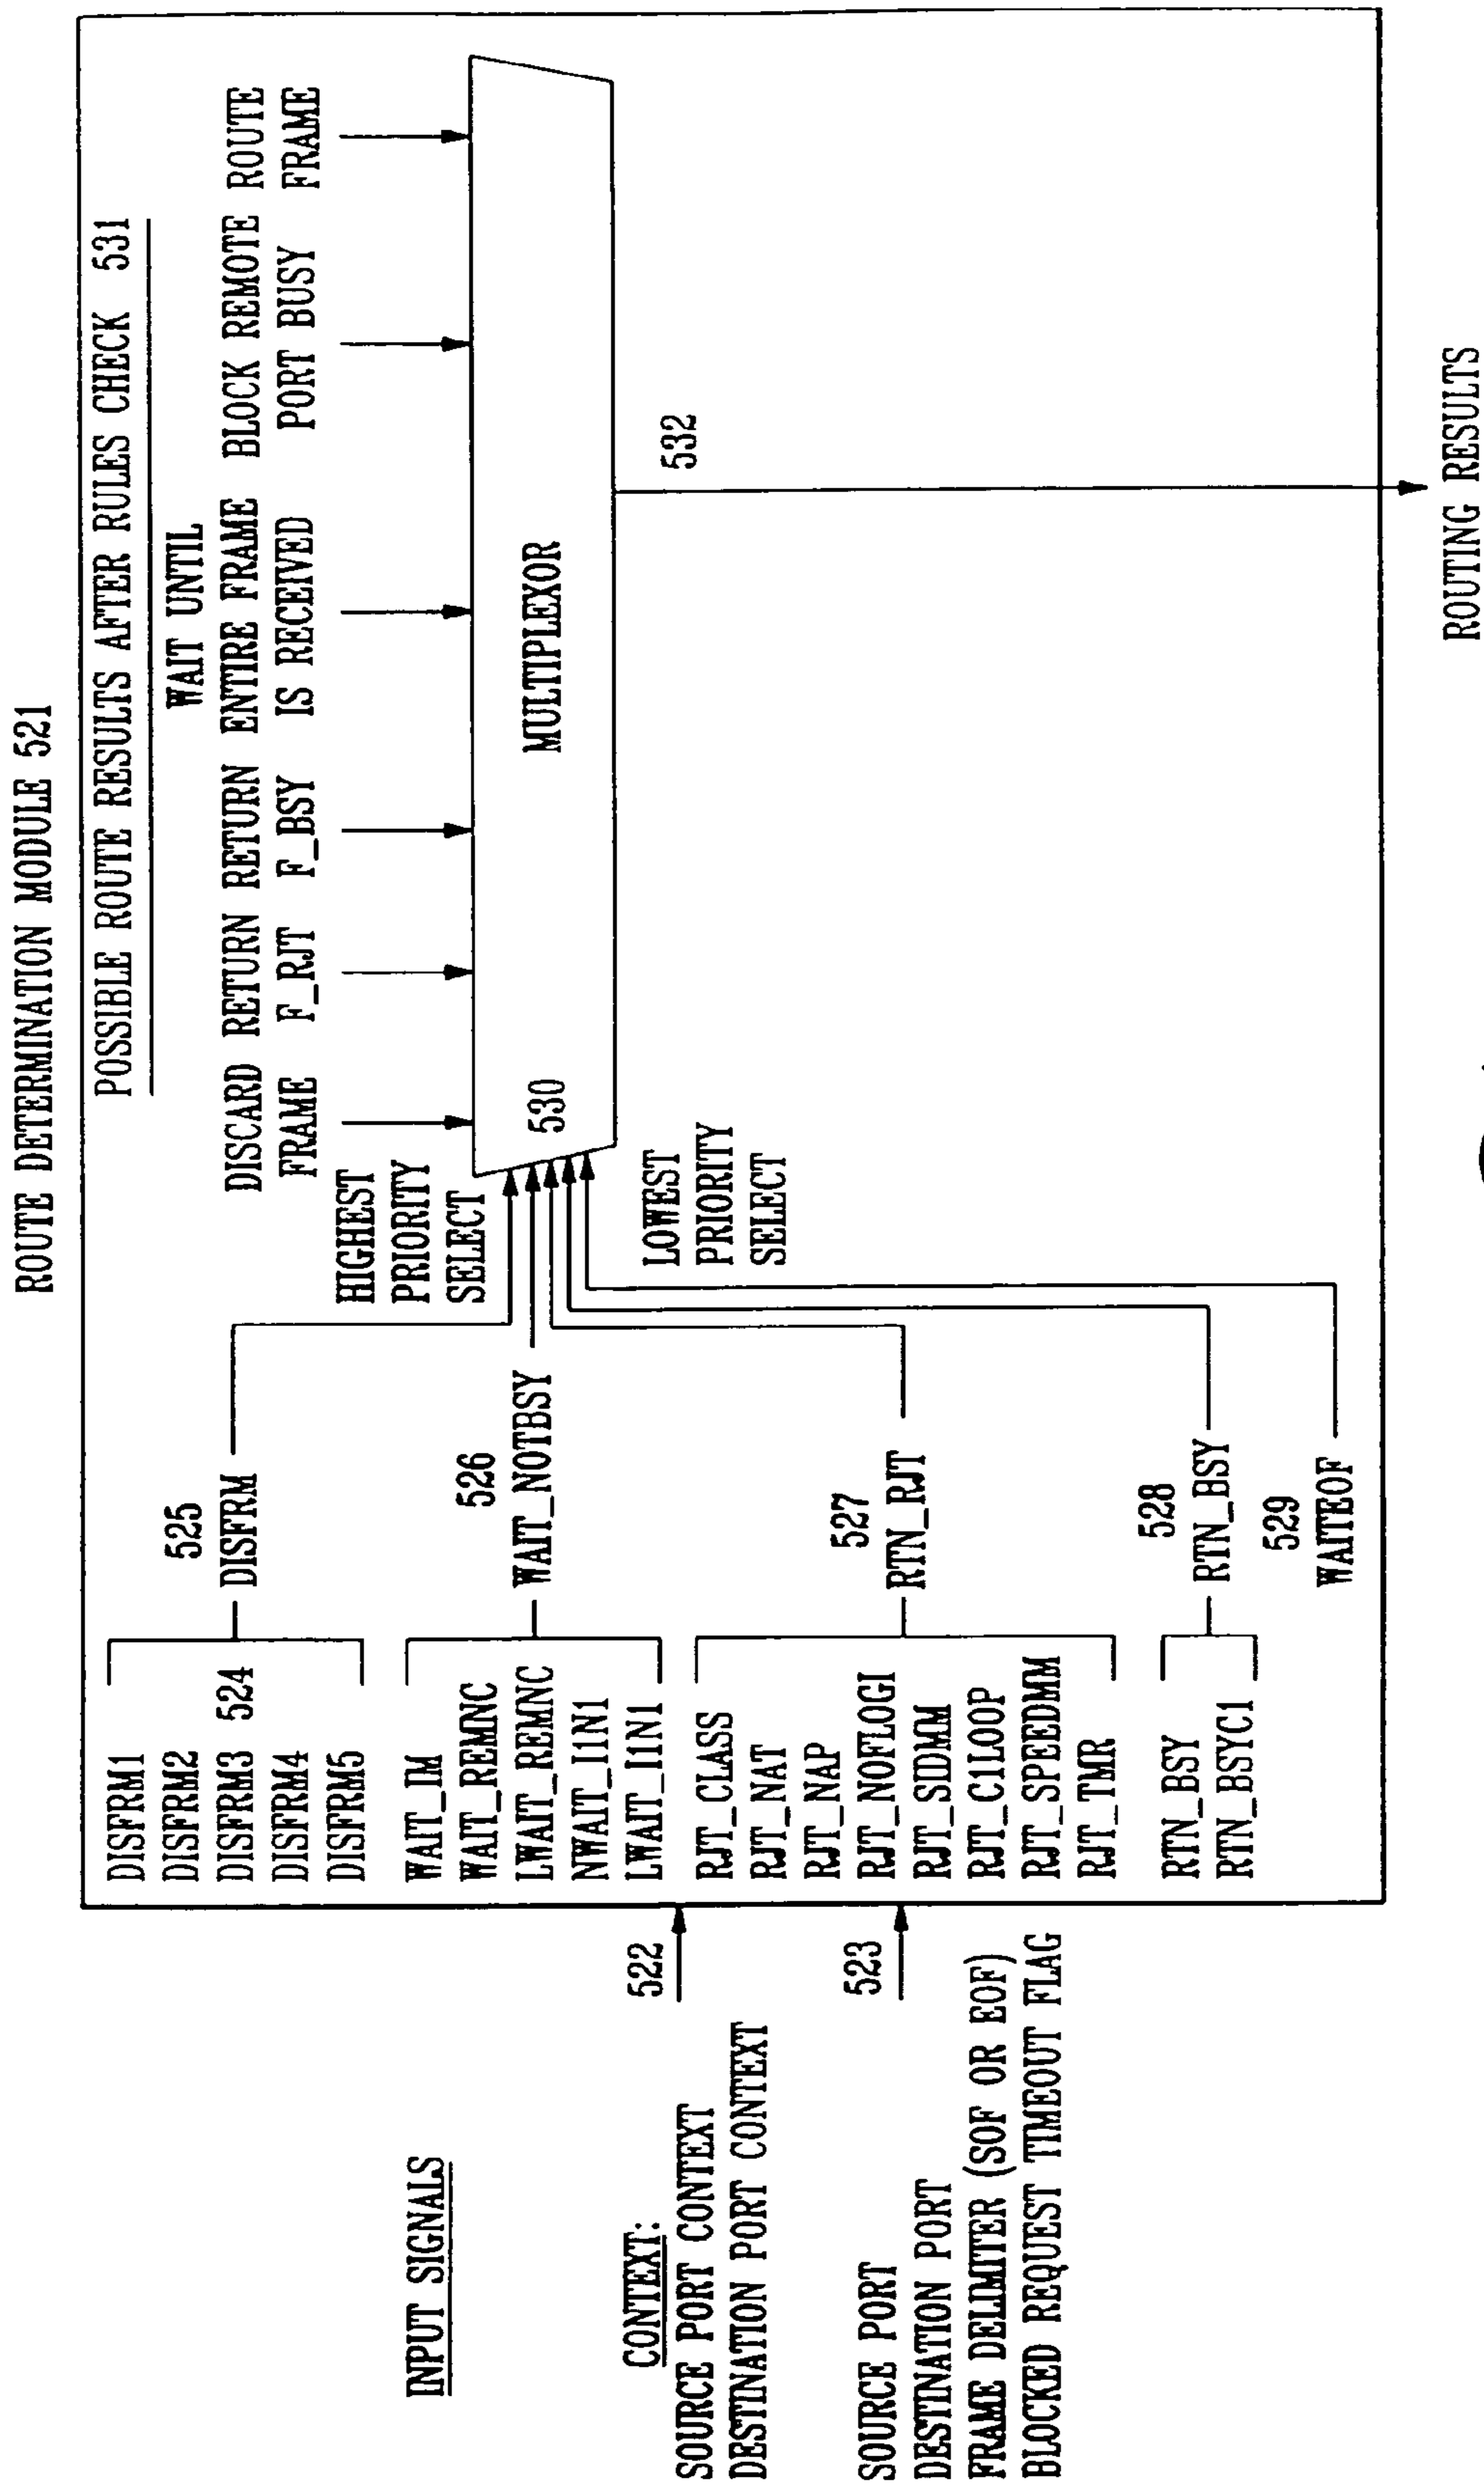 ROUTE DETERMINATION MODULE 521
POSSIBLE ROUTE RESULTS AFTER RULES CHECK 531
DISCARD
FRAME
RETURN
F_RJT
RETURN
F_BSY
WAIT UNTIL
ENTIRE FRAME
IS RECEIVED
BLOCK REMOTE
PORT BUSY
ROUTE
FRAME
HIGHEST
PRIORITY
SELECT
530
MULTIPLEXOR
LOWEST
PRIORITY
SELECT
532
ROUTING RESULTS
DISFRM1
DISFRM2
DISFRM3 524
DISFRM4
DISFRM5
525
DISFRM
WAIT_IM
WAIT_REMNC
LWAIT_REMNC
NWAIT_I1N1
LWAIT_I1N1
526
WAIT_NOTBSY
RJT_CLASS
RJT_NAT
RJT_NAP
RJT_NOFLOGI
RJT_SIDMM
RJT_C1LOOP
RJT_SPEEDMM
RJT_TMR
527
RTN_RJT
RTN_BSY
RTN_BSYC1
528
RTN_BSY
529
WAITEOF
INPUT SIGNALS
CONTEXT:
SOURCE PORT CONTEXT
DESTINATION PORT CONTEXT
522
SOURCE PORT
DESTINATION PORT
FRAME DELIMITER (SOF OR EOF)
BLOCKED REQUEST TIMEOUT FLAG
523